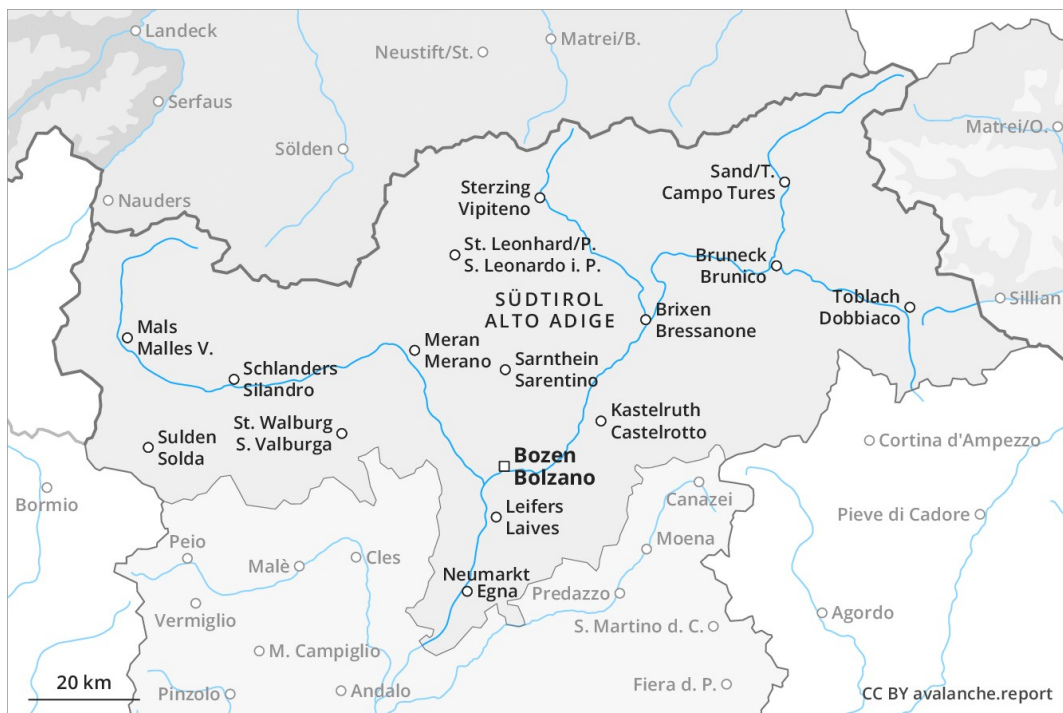 Landeck
Neustift/St.
Matrei/B.
Serfaus
Matrei/O.
Sölden
Nauders
Sterzing
Vipiteno
Sand/T.
Campo Tures
St. Leonhard/P.
S. Leonardo i. P.
Bruneck
Brunico
SÜDTIROL
ALTO ADIGE
Toblach
Dobbiaco
Sillian
Mals
Malles V.
Meran
Merano
Brixen
Bressanone
Schlanders
Silandro
Sarnthein
Sarentino
St. Walburg
S. Valburga
Kastelruth
Castelrotto
Sulden
Solda
Cortina d'Ampezzo
Bozen
Bolzano
Bormio
Canazei
Leifers
Laives
Pieve di Cadore
Moena
Peio
Malè
Cles
Neumarkt
Egna
Predazzo
Vermiglio
Agordo
S. Martino d. C.
M. Campiglio
20 km
Pinzolo
Andalo
Fiera d. P.
CC BY avalanche.report